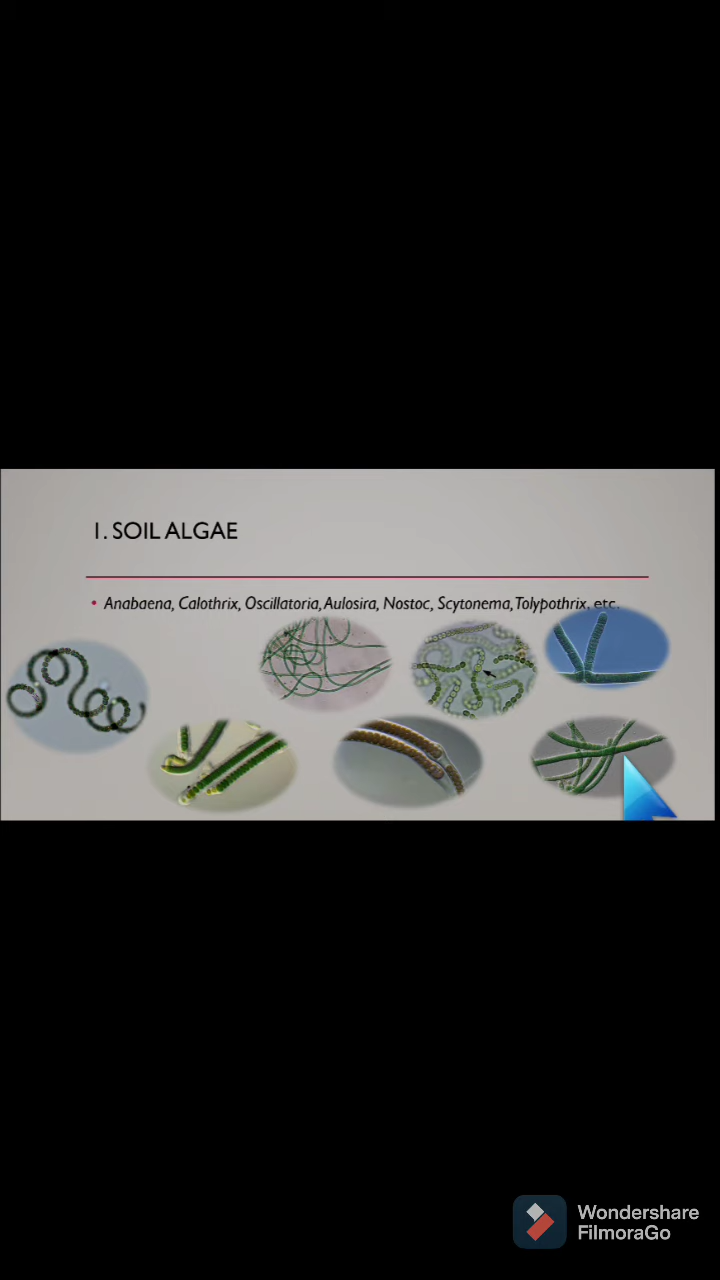 1. SOIL ALGAE
• Anabaena, Calothrix, Oscillatoria, Aulosira, Nostoc, Scytonema, Tolypothrix, etc.
Wondershare
FilmoraGo